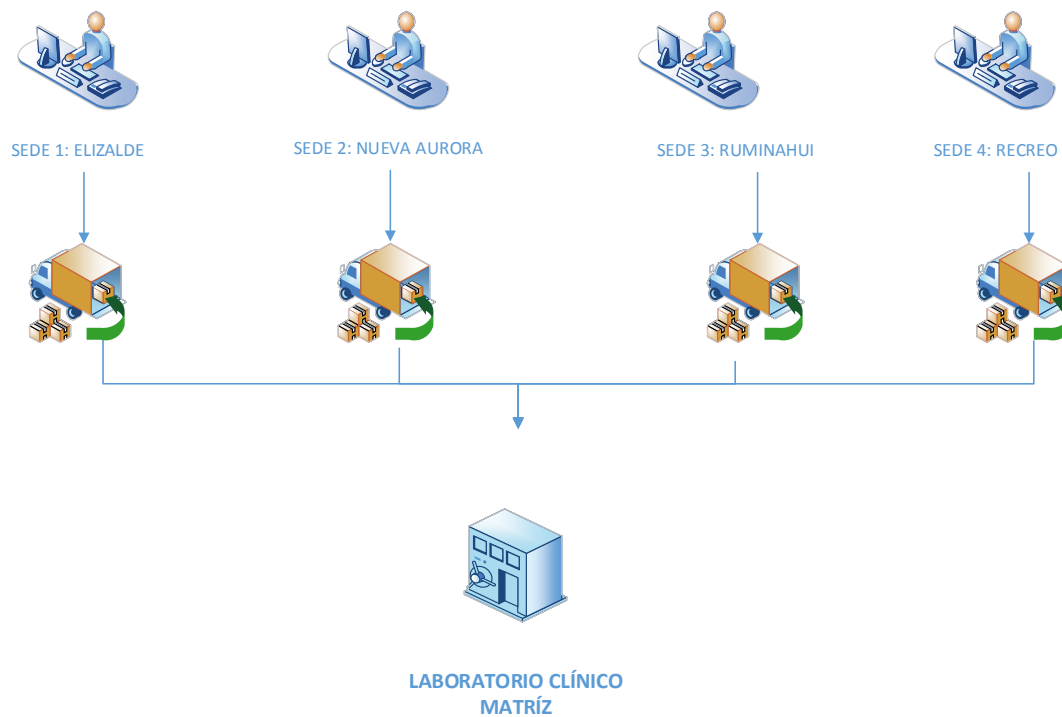 SEDE 1: ELIZALDE
SEDE 2: NUEVA AURORA
SEDE 3: RUMINAHUI
SEDE 4: RECREO
LABORATORIO CLÍNICO
MATRÍZ